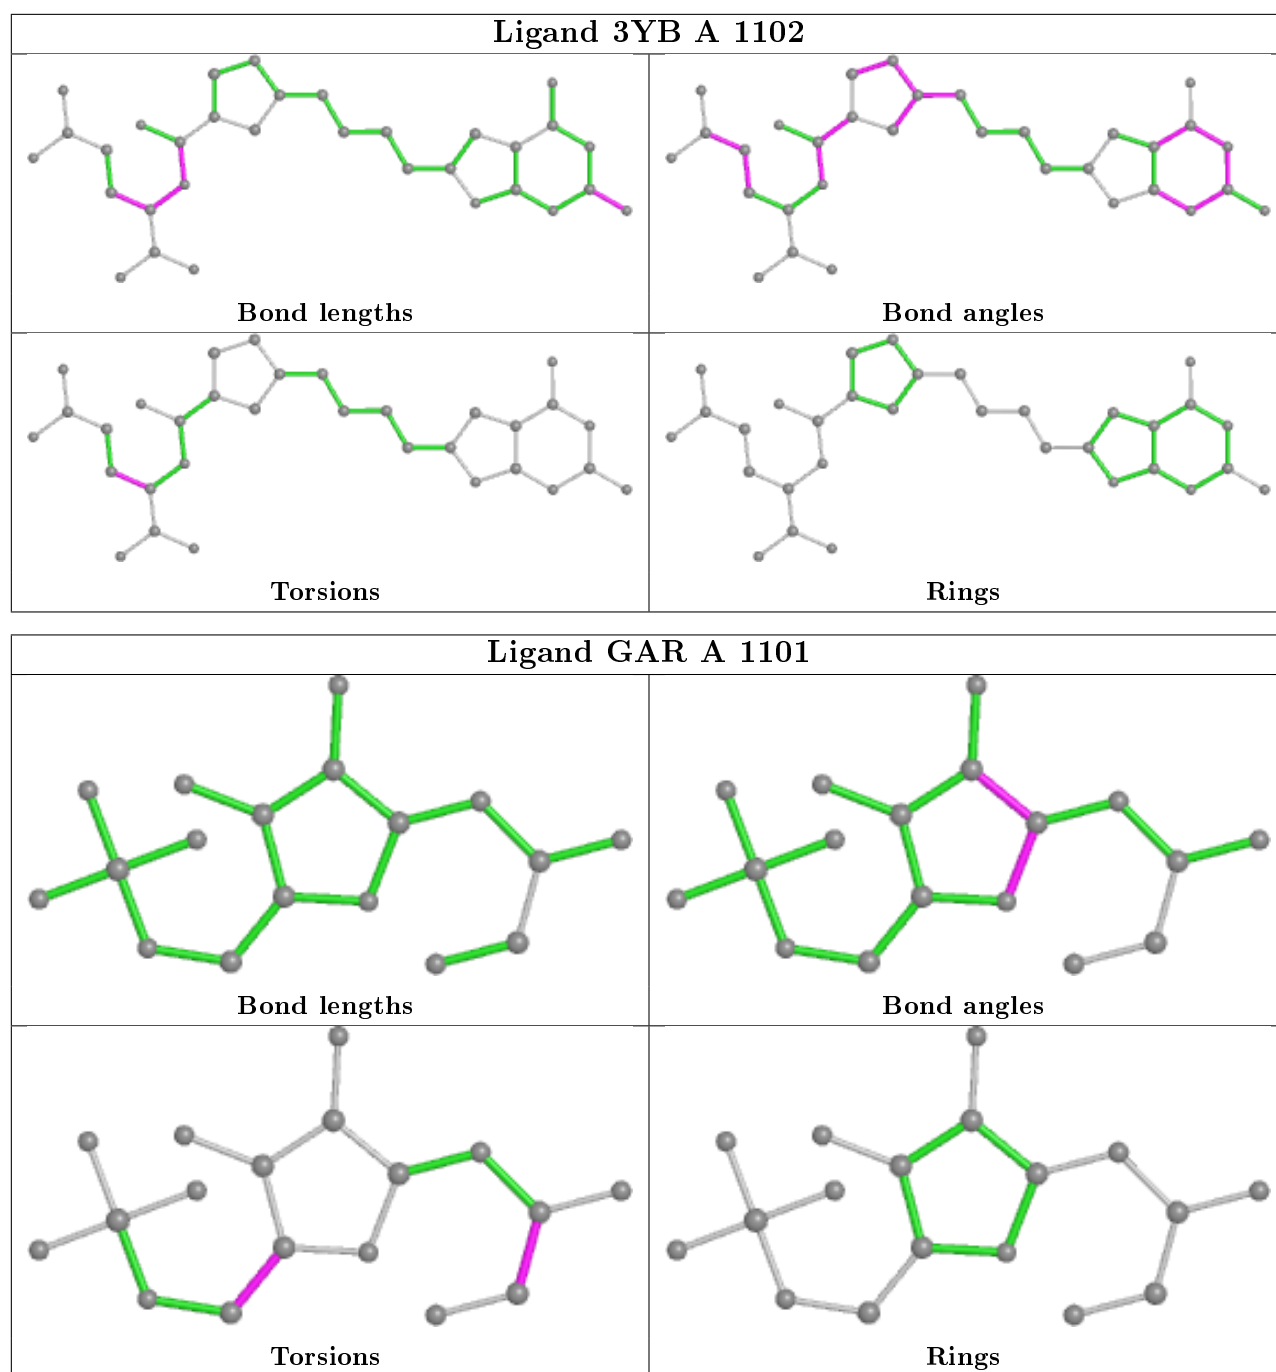 Ligand 3YB A 1102
Bond lengths
Bond angles
Torsions
Rings
Ligand GAR A 1101
Bond lengths
Bond angles
Torsions
Rings